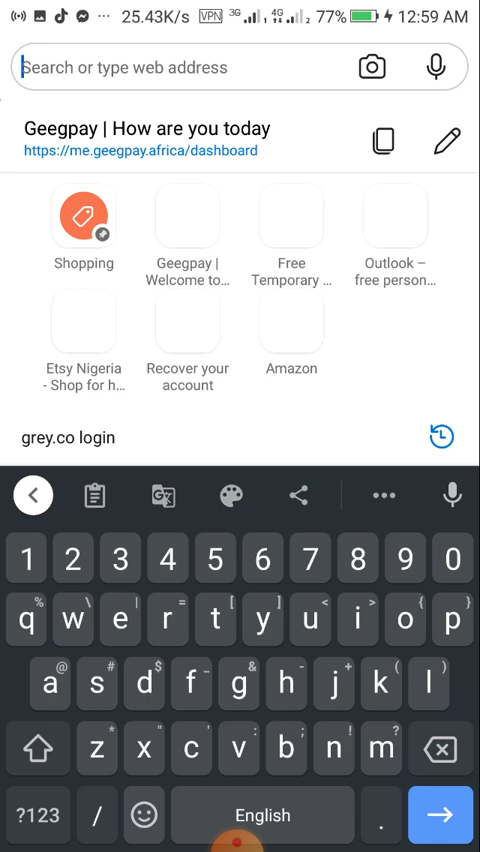 25.43K/s VPN 3G 1 4G 2 77% 12:59 AM
Search or type web address
Geegpay | How are you today
https://me.geegpay.africa/dashboard
Shopping
Geegpay |
Welcome to...
Free
Temporary ...
Outlook –
free person...
Etsy Nigeria
- Shop for h...
Recover your
account
Amazon
grey.co login
1 2 3 4 5 6 7 8 9 0
% \ | = [ ] < > { }
q w e r t y u i o p
@ # $ _ & - + ( )
a s d f g h j k l
* " ' : ; ! ?
z x c v b n m
?123 / English .